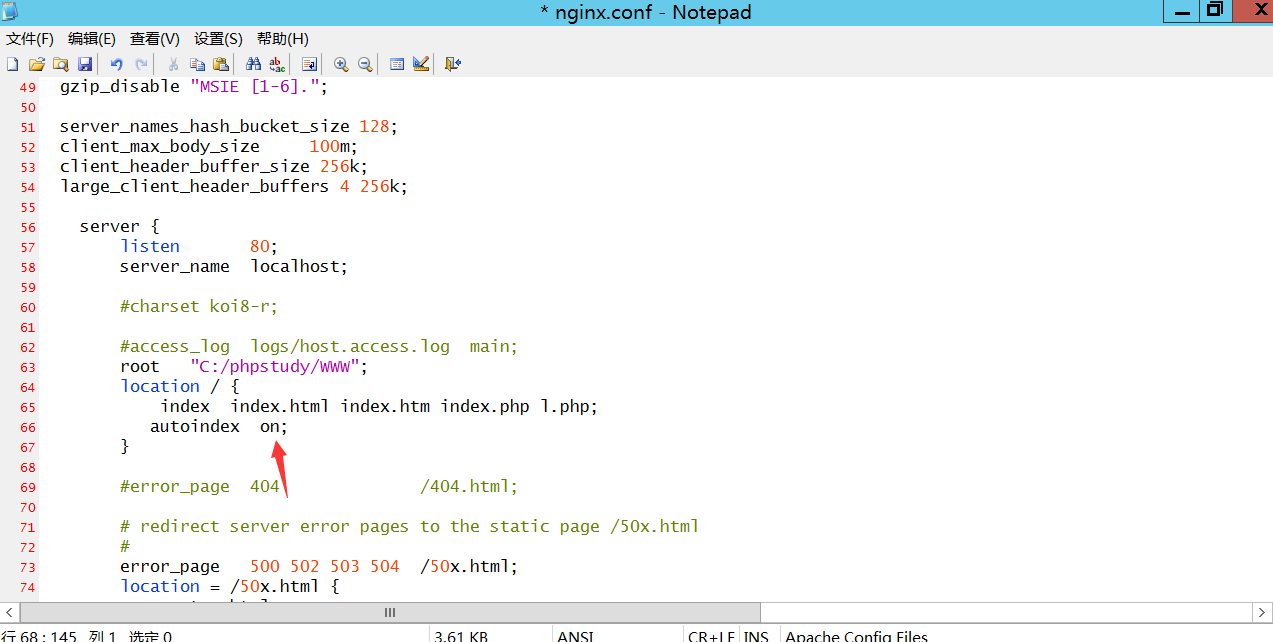 * nginx.conf - Notepad
文件(F) 编辑(E) 查看(V) 设置(S) 帮助(H)
49 gzip_disable "MSIE [1-6].";
50
51 server_names_hash_bucket_size 128;
52 client_max_body_size     100m;
53 client_header_buffer_size 256k;
54 large_client_header_buffers 4 256k;
55
56   server {
57       listen       80;
58       server_name  localhost;
59
60       #charset koi8-r;
61
62       #access_log  logs/host.access.log  main;
63       root   "C:/phpstudy/WWW";
64       location / {
65           index  index.html index.htm index.php l.php;
66          autoindex  on;
67       }
68
69       #error_page  404              /404.html;
70
71       # redirect server error pages to the static page /50x.html
72       #
73       error_page   500 502 503 504  /50x.html;
74       location = /50x.html {
行 68 : 145 列 1 选定 0 3.61 KB ANSI CR+LF INS Apache Config Files